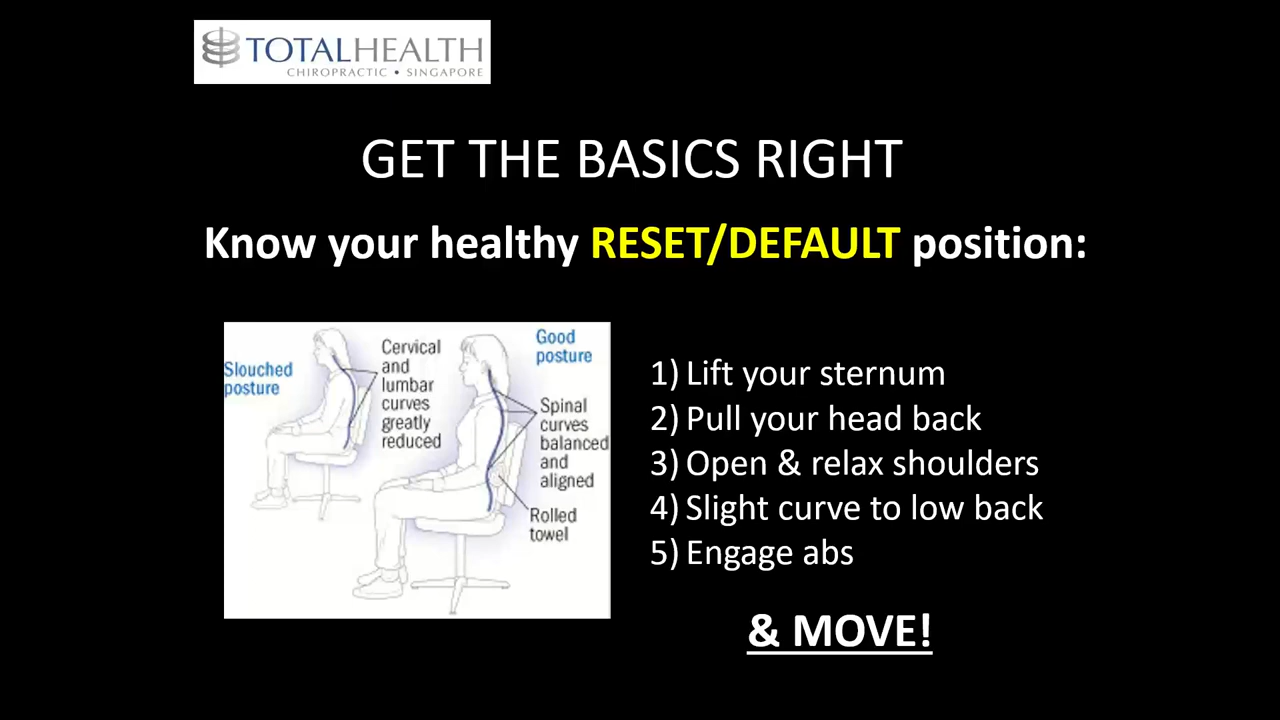 TOTALHEALTH
CHIROPRACTIC • SINGAPORE
GET THE BASICS RIGHT
Know your healthy RESET/DEFAULT position:
Slouched
posture
Cervical
and
lumbar
curves
greatly
reduced
Good
posture
Spinal
curves
balanced
and
aligned
Rolled
towel
1) Lift your sternum
2) Pull your head back
3) Open & relax shoulders
4) Slight curve to low back
5) Engage abs
& MOVE!